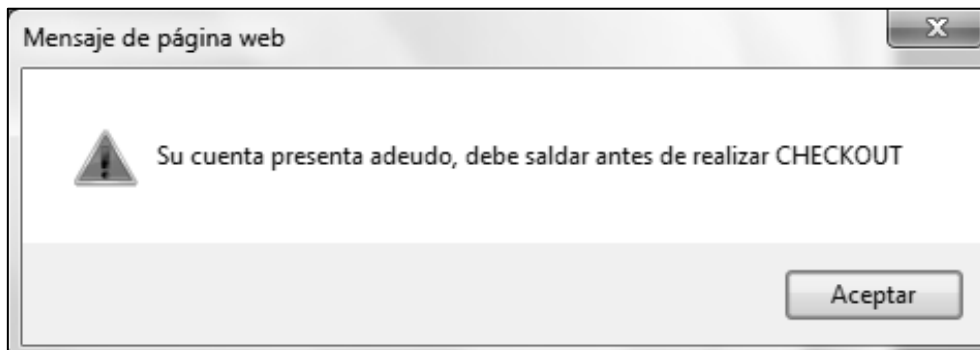 Mensaje de página web
x
Su cuenta presenta adeudo, debe saldar antes de realizar CHECKOUT
Aceptar